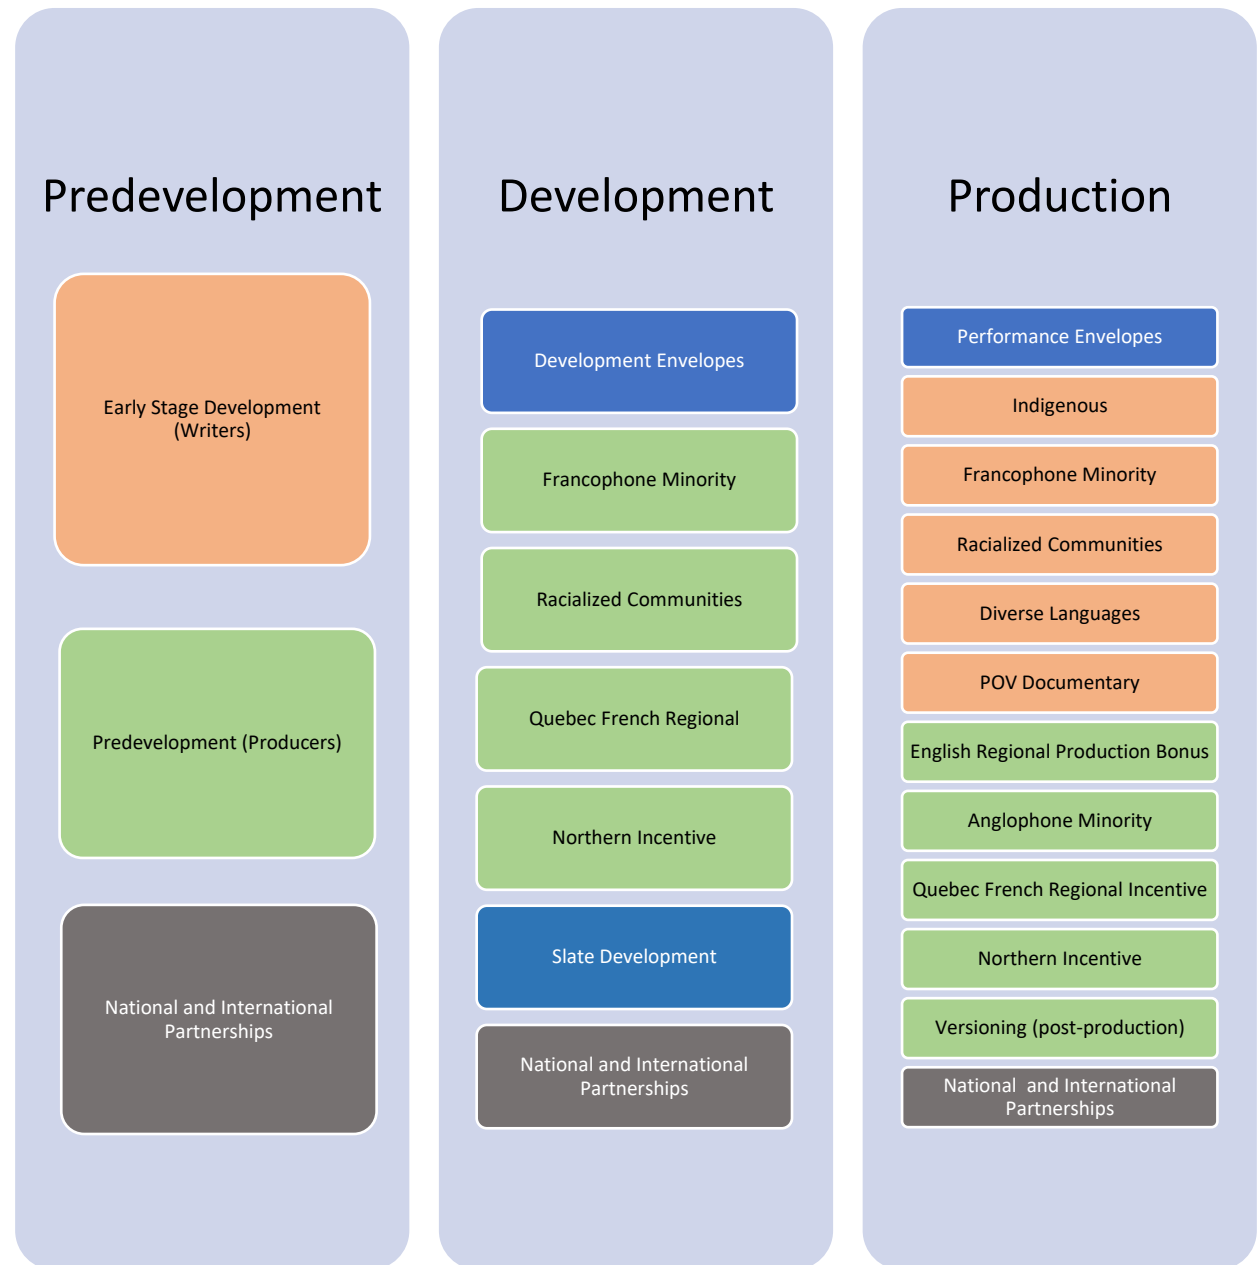 Predevelopment
Early Stage Development
(Writers)
Predevelopment (Producers)
National and International
Partnerships
Development
Development Envelopes
Francophone Minority
Racialized Communities
Quebec French Regional
Northern Incentive
Slate Development
National and International
Partnerships
Production
Performance Envelopes
Indigenous
Francophone Minority
Racialized Communities
Diverse Languages
POV Documentary
English Regional Production Bonus
Anglophone Minority
Quebec French Regional Incentive
Northern Incentive
Versioning (post-production)
National  and International
Partnerships